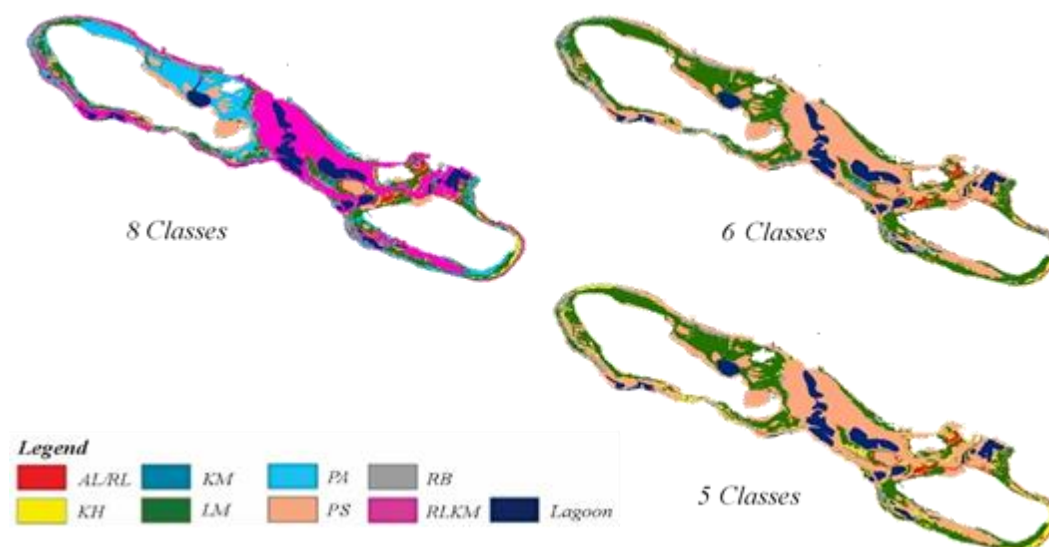 8 Classes
6 Classes
5 Classes
Legend
AL/RL KM PA RB
KH LM PS RLKM Lagoon